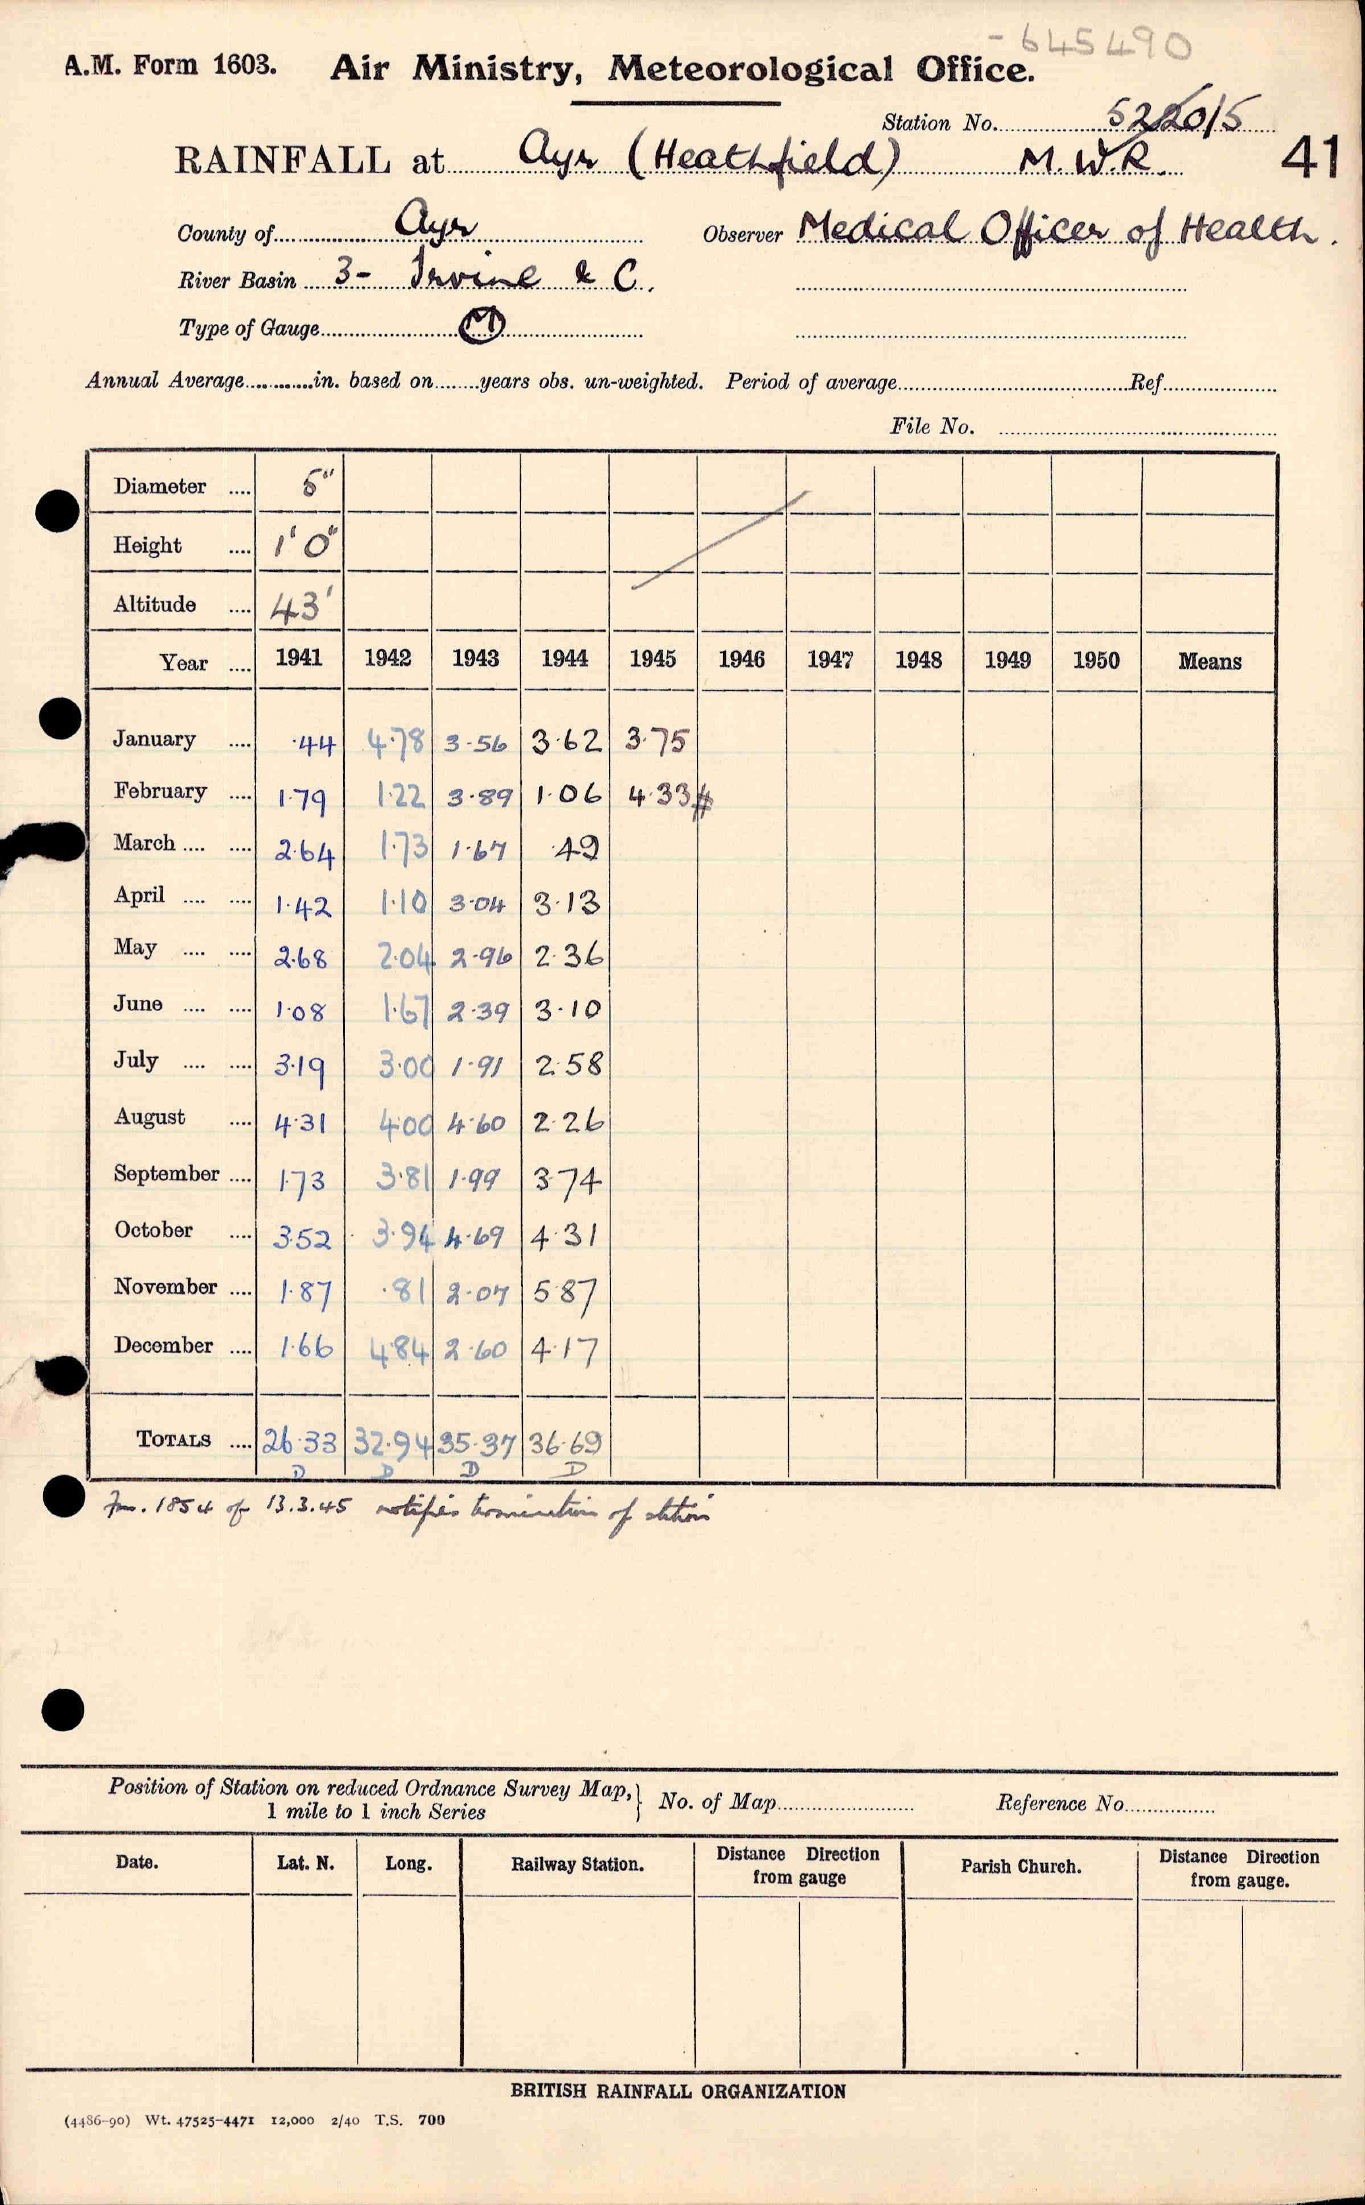 -645490
A.M. Form 1603. Air Ministry, Meteorological Office.
Station No. 522015
RAINFALL at Ayr (Heathfield) M.W.R. 41
County of Ayr Observer Medical Officer of Health.
River Basin 3- Irvine & C.
Type of Gauge M
Annual Average in. based on years obs. un-weighted. Period of average Ref
File No.
Diameter .... 5"
Height .... 1'0"
Altitude .... 43'
Year .... 1941 1942 1943 1944 1945 1946 1947 1948 1949 1950 Means
January .... ·44 4·78 3·56 3·62 3·75
February .... 1·79 1·22 3·89 1·06 4·33#
March .... .... 2·64 1·73 1·67 ·49
April .... .... 1·42 1·10 3·04 3·13
May .... .... 2·68 2·04 2·96 2·36
June .... .... 1·08 1·67 2·39 3·10
July .... .... 3·19 3·00 1·91 2·58
August .... 4·31 4·00 4·60 2·26
September .... 1·73 3·81 1·99 3·74
October .... 3·52 3·94 4·69 4·31
November .... 1·87 ·81 2·07 5·87
December .... 1·66 4·84 2·60 4·17
TOTALS .... 26·33 32·94 35·37 36·69
D D D D
Fm. 1854 of 13.3.45 notifies termination of station
Position of Station on reduced Ordnance Survey Map,
1 mile to 1 inch Series } No. of Map Reference No.
Date. Lat. N. Long. Railway Station. Distance Direction from gauge Parish Church. Distance Direction from gauge.
BRITISH RAINFALL ORGANIZATION
(4486-90) Wt. 47525-4471 12,000 2/40 T.S. 700